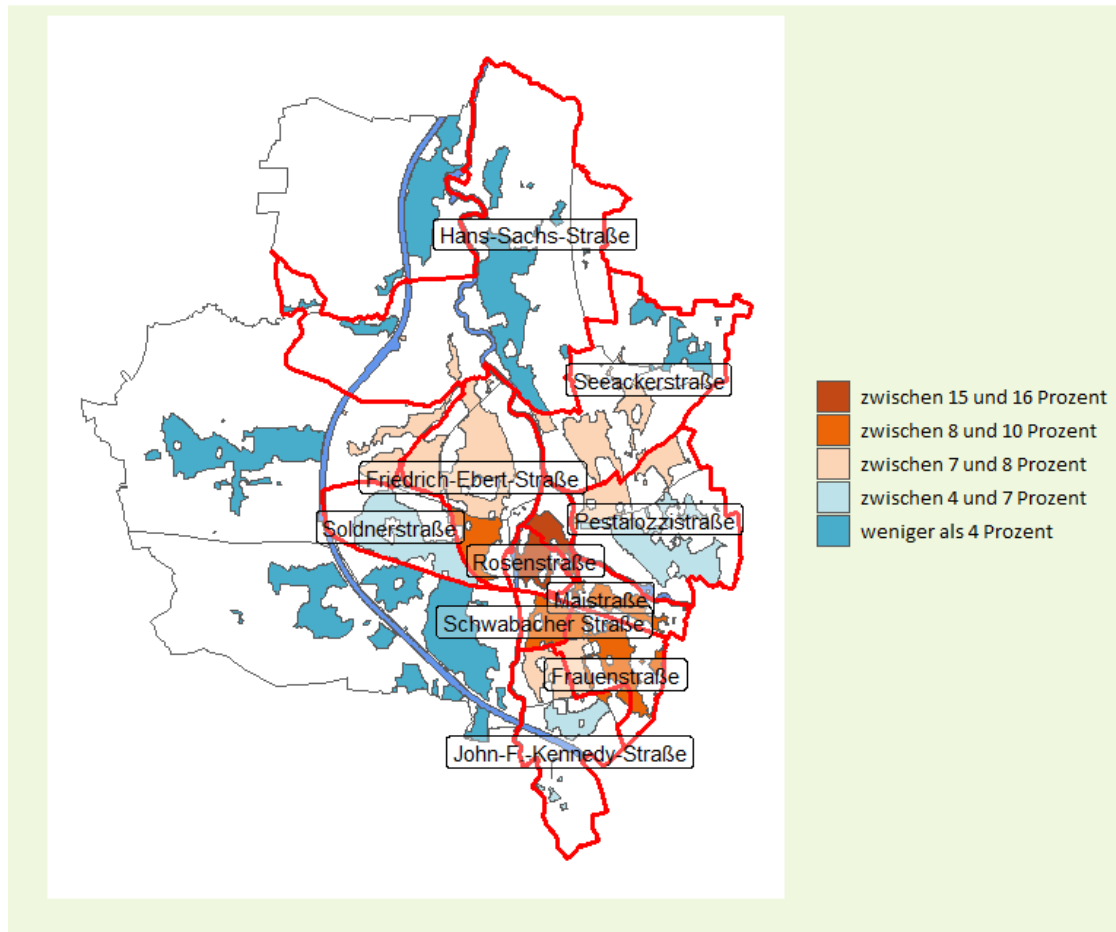 Hans-Sachs-Straße
Seeackerstraße
Friedrich-Ebert-Straße
Soldnerstraße
Pestalozzistraße
Rosenstraße
Maistraße
Schwabacher Straße
Frauenstraße
John-F.-Kennedy-Straße
zwischen 15 und 16 Prozent
zwischen 8 und 10 Prozent
zwischen 7 und 8 Prozent
zwischen 4 und 7 Prozent
weniger als 4 Prozent